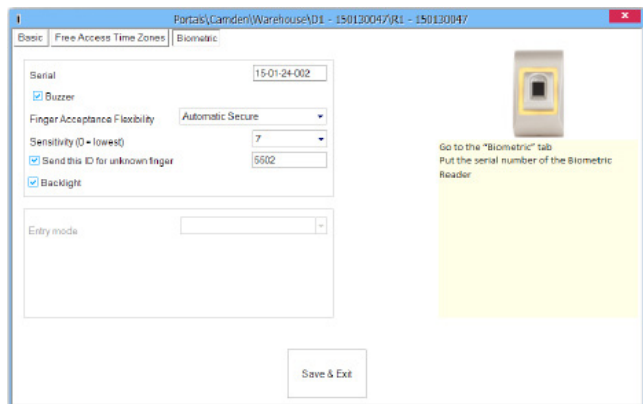 Portals\Camden\Warehouse\D1 - 150130047\R1 - 150130047
Basic Free Access Time Zones Biometric
Serial 15-01-24-002
Buzzer
Finger Acceptance Flexibility Automatic Secure
Sensitivity (0 = lowest) 7
Send this ID for unknown finger 5502
Backlight
Entry mode
Go to the "Biometric" tab
Put the serial number of the Biometric
Reader
Save & Exit